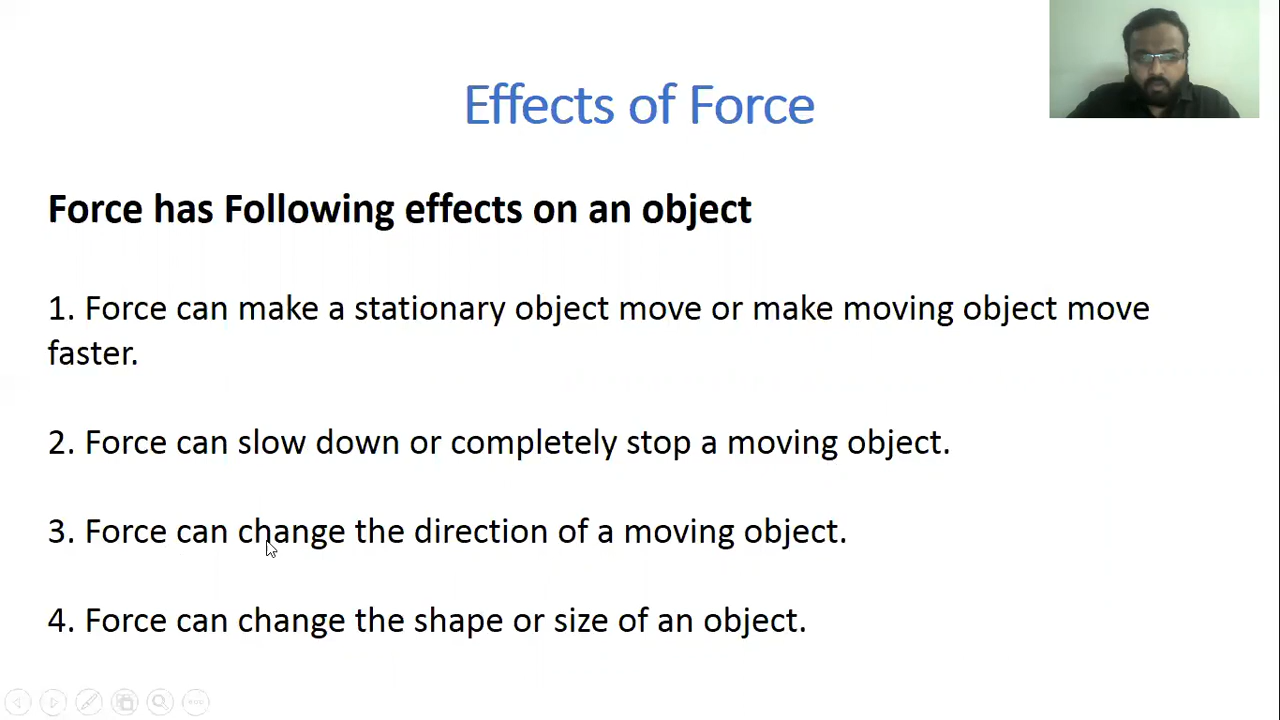 Effects of Force
Force has Following effects on an object
1. Force can make a stationary object move or make moving object move
faster.
2. Force can slow down or completely stop a moving object.
3. Force can change the direction of a moving object.
4. Force can change the shape or size of an object.